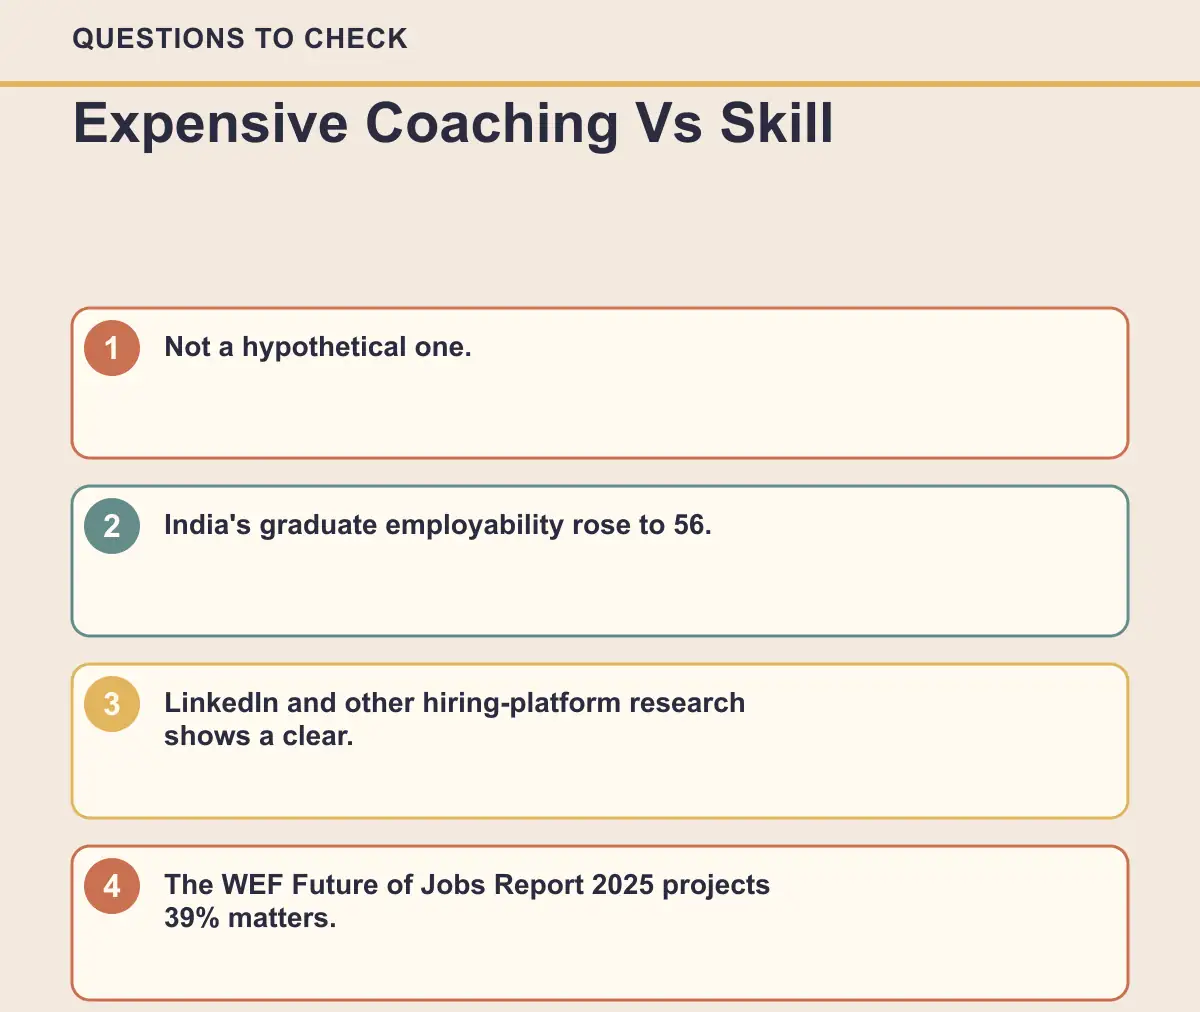 QUESTIONS TO CHECK
Expensive Coaching Vs Skill
1
Not a hypothetical one.
2
India's graduate employability rose to 56.
3
LinkedIn and other hiring-platform research
shows a clear.
4
The WEF Future of Jobs Report 2025 projects
39% matters.